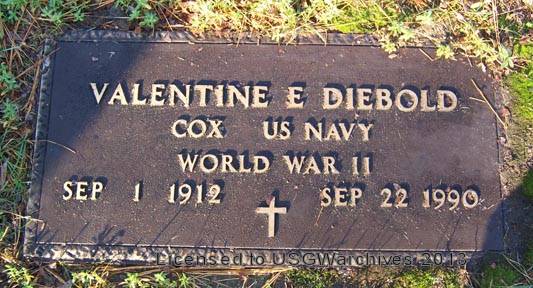 VALENTINE E DIEBOLD
COX US NAVY
WORLD WAR II
SEP 1 1912 SEP 22 1990
Licensed to USGWarchives 2013